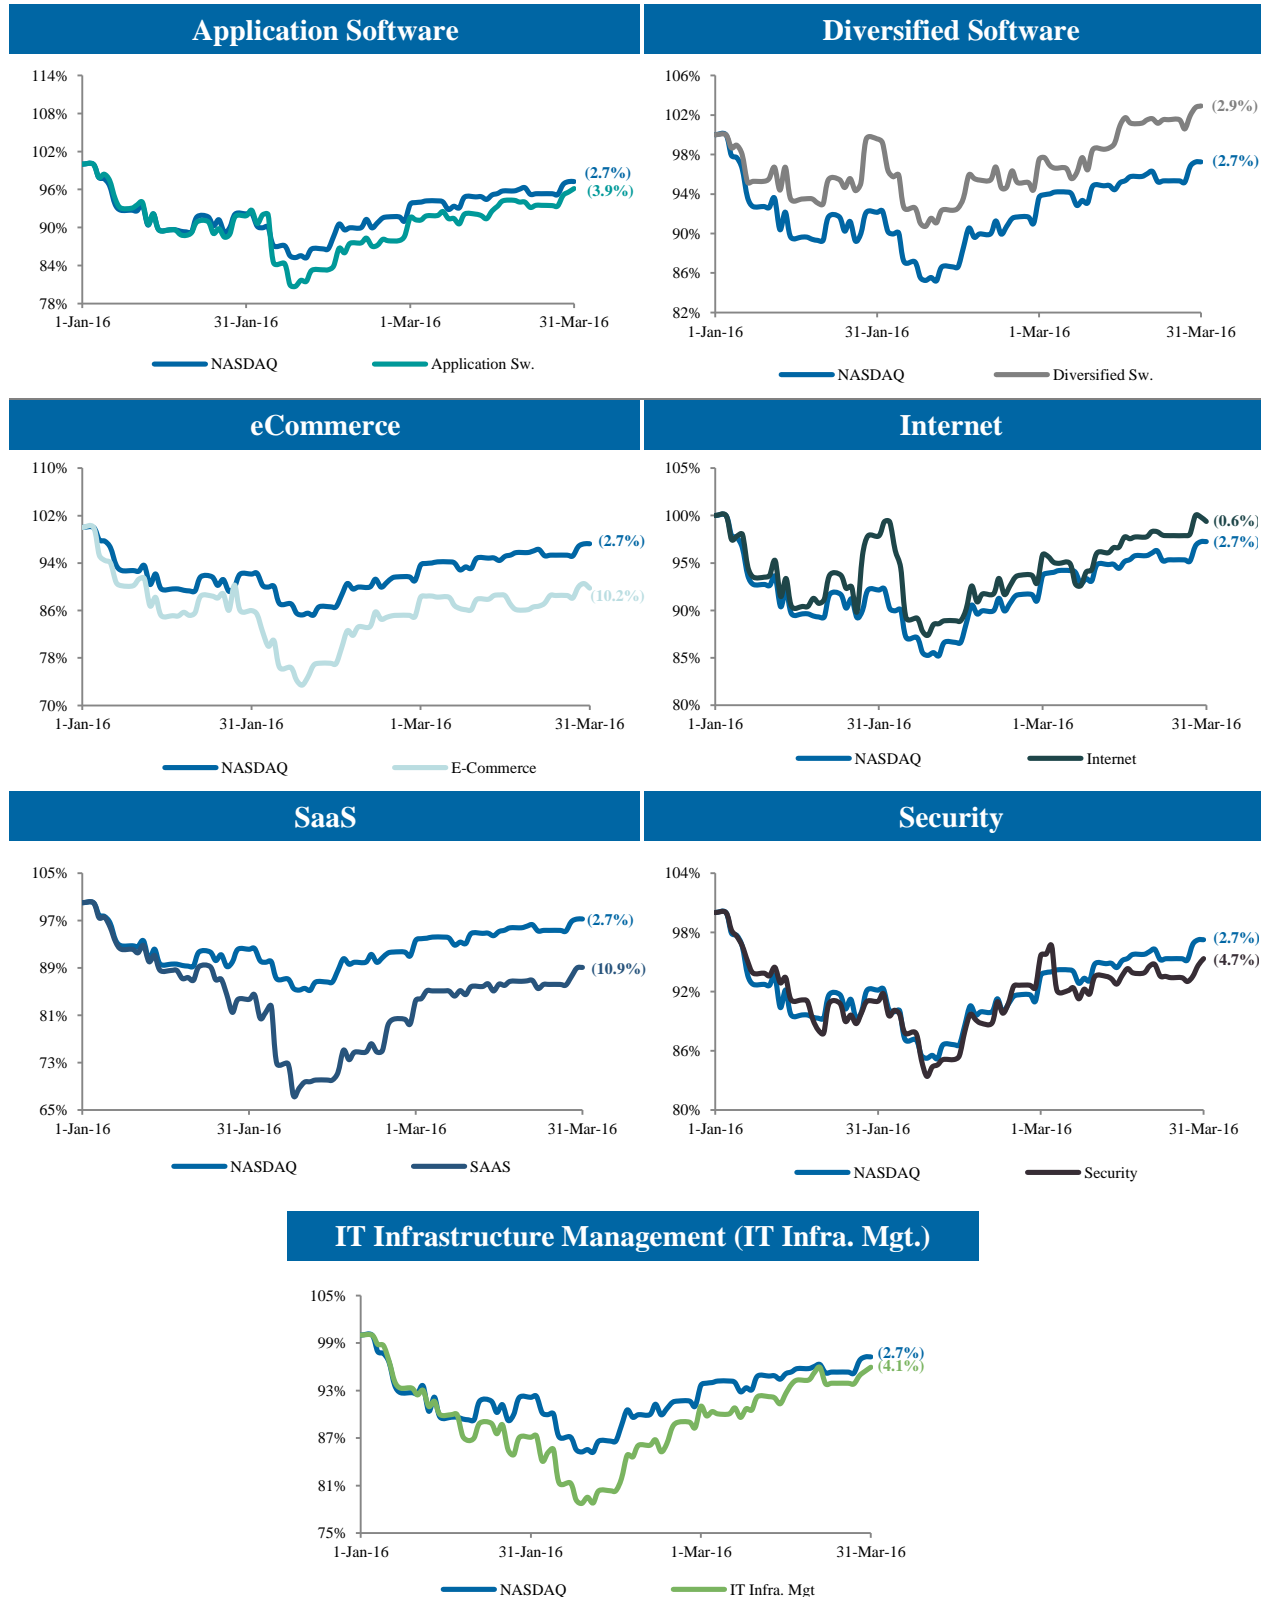 Application Software
114%
108%
102%
96%
90%
84%
78%
1-Jan-16 31-Jan-16 1-Mar-16 31-Mar-16
(2.7%)
(3.9%)
NASDAQ Application Sw.
Diversified Software
106%
102%
98%
94%
90%
86%
82%
1-Jan-16 31-Jan-16 1-Mar-16 31-Mar-16
(2.9%)
(2.7%)
NASDAQ Diversified Sw.
eCommerce
110%
102%
94%
86%
78%
70%
1-Jan-16 31-Jan-16 1-Mar-16 31-Mar-16
(2.7%)
(10.2%)
NASDAQ E-Commerce
Internet
105%
100%
95%
90%
85%
80%
1-Jan-16 31-Jan-16 1-Mar-16 31-Mar-16
(0.6%)
(2.7%)
NASDAQ Internet
SaaS
105%
97%
89%
81%
73%
65%
1-Jan-16 31-Jan-16 1-Mar-16 31-Mar-16
(2.7%)
(10.9%)
NASDAQ SAAS
Security
104%
98%
92%
86%
80%
1-Jan-16 31-Jan-16 1-Mar-16 31-Mar-16
(2.7%)
(4.7%)
NASDAQ Security
IT Infrastructure Management (IT Infra. Mgt.)
105%
99%
93%
87%
81%
75%
1-Jan-16 31-Jan-16 1-Mar-16 31-Mar-16
(2.7%)
(4.1%)
NASDAQ IT Infra. Mgt